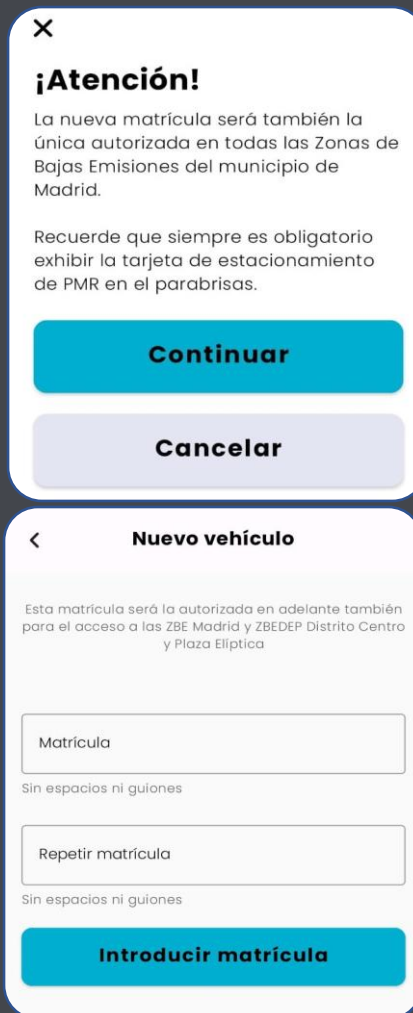 ¡Atención!
La nueva matrícula será también la
única autorizada en todas las Zonas de
Bajas Emisiones del municipio de
Madrid.
Recuerde que siempre es obligatorio
exhibir la tarjeta de estacionamiento
de PMR en el parabrisas.
Continuar
Cancelar
Nuevo vehículo
Esta matrícula será la autorizada en adelante también
para el acceso a las ZBE Madrid y ZBEDEP Distrito Centro
y Plaza Elíptica
Matrícula
Sin espacios ni guiones
Repetir matrícula
Sin espacios ni guiones
Introducir matrícula